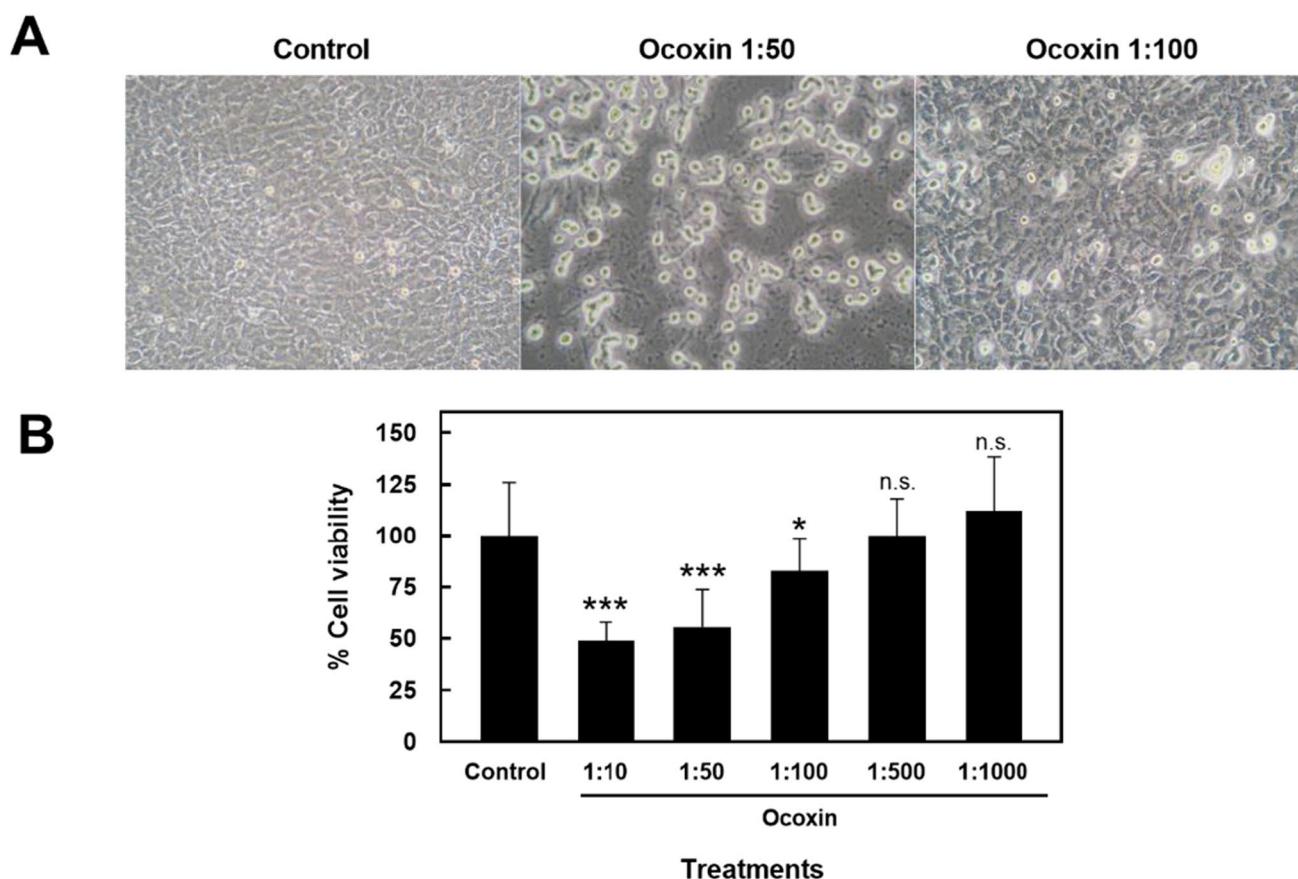 A
Control Ocoxin 1:50 Ocoxin 1:100
B
% Cell viability
150
125
100
75
50
25
0
***
***
*
n.s.
n.s.
Control 1:10 1:50 1:100 1:500 1:1000
Ocoxin
Treatments